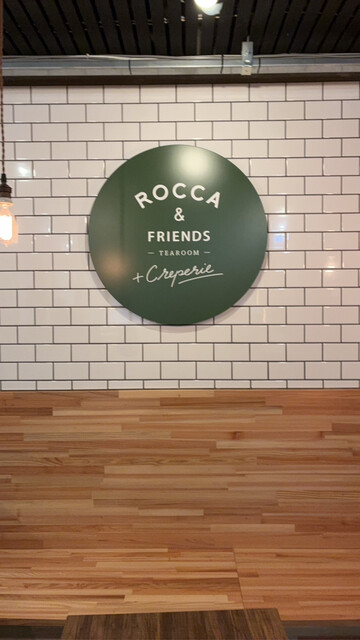 ROCCA
&
FRIENDS
— TEAROOM —
+ Creperie